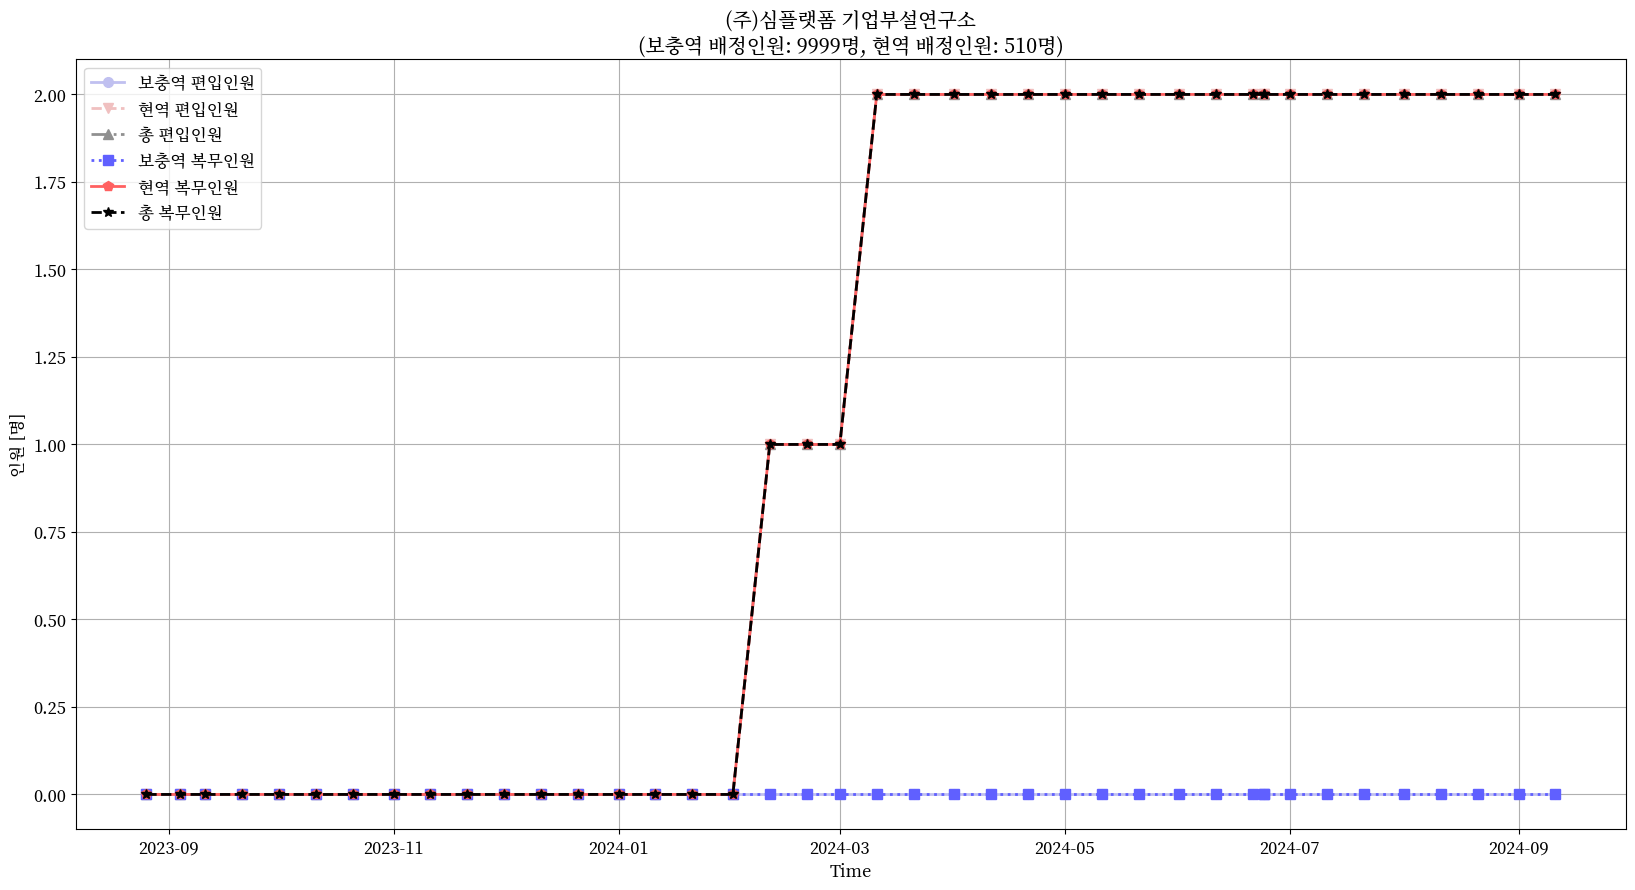 (주)심플랫폼 기업부설연구소
(보충역 배정인원: 9999명, 현역 배정인원: 510명)
보충역 편입인원
현역 편입인원
총 편입인원
보충역 복무인원
현역 복무인원
총 복무인원
2.00
1.75
1.50
1.25
1.00
0.75
0.50
0.25
0.00
인원 [명]
2023-09
2023-11
2024-01
2024-03
2024-05
2024-07
2024-09
Time